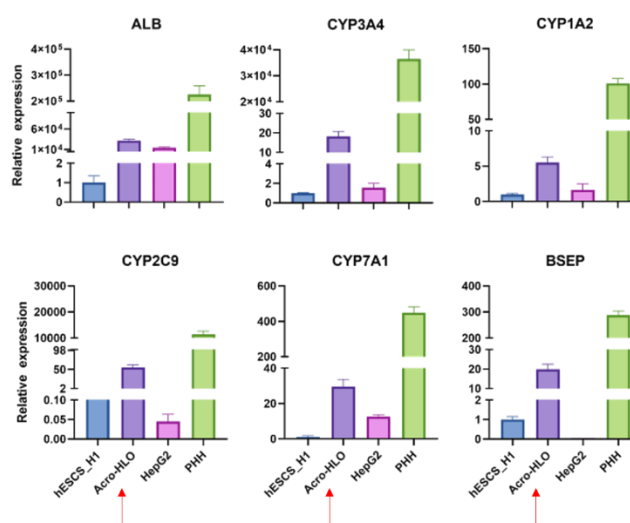 ALB
CYP3A4
CYP1A2
Relative expression
4×10⁵
3×10⁵
2×10⁵
6×10⁴
1×10⁴
2
1
0
4×10⁴
3×10⁴
2×10⁴
30
20
10
4
2
0
150
100
50
10
5
0
CYP2C9
CYP7A1
BSEP
Relative expression
30000
20000
10000
98
50
2
0.10
0.05
0.00
600
400
200
40
20
0
400
300
200
100
30
20
10
2
1
0
hESCS_H1
Acro-HLO
HepG2
PHH
hESCS_H1
Acro-HLO
HepG2
PHH
hESCS_H1
Acro-HLO
HepG2
PHH